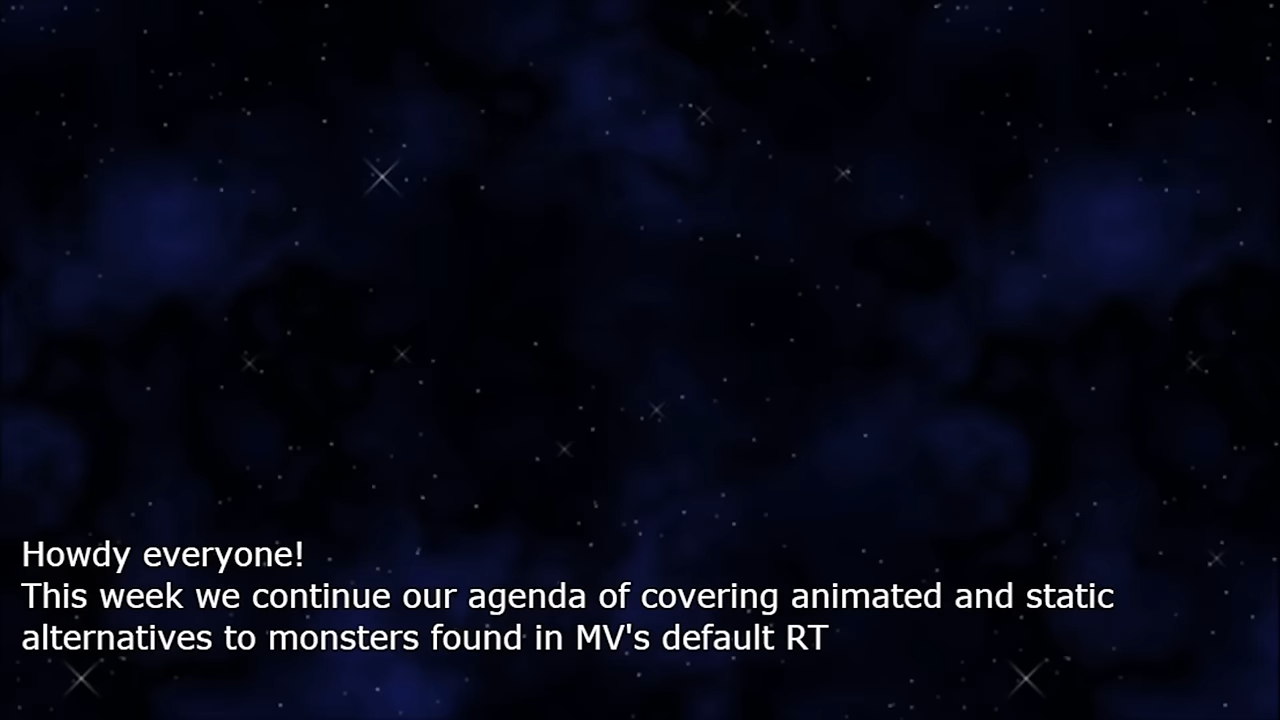 Howdy everyone!
This week we continue our agenda of covering animated and static
alternatives to monsters found in MV's default RT